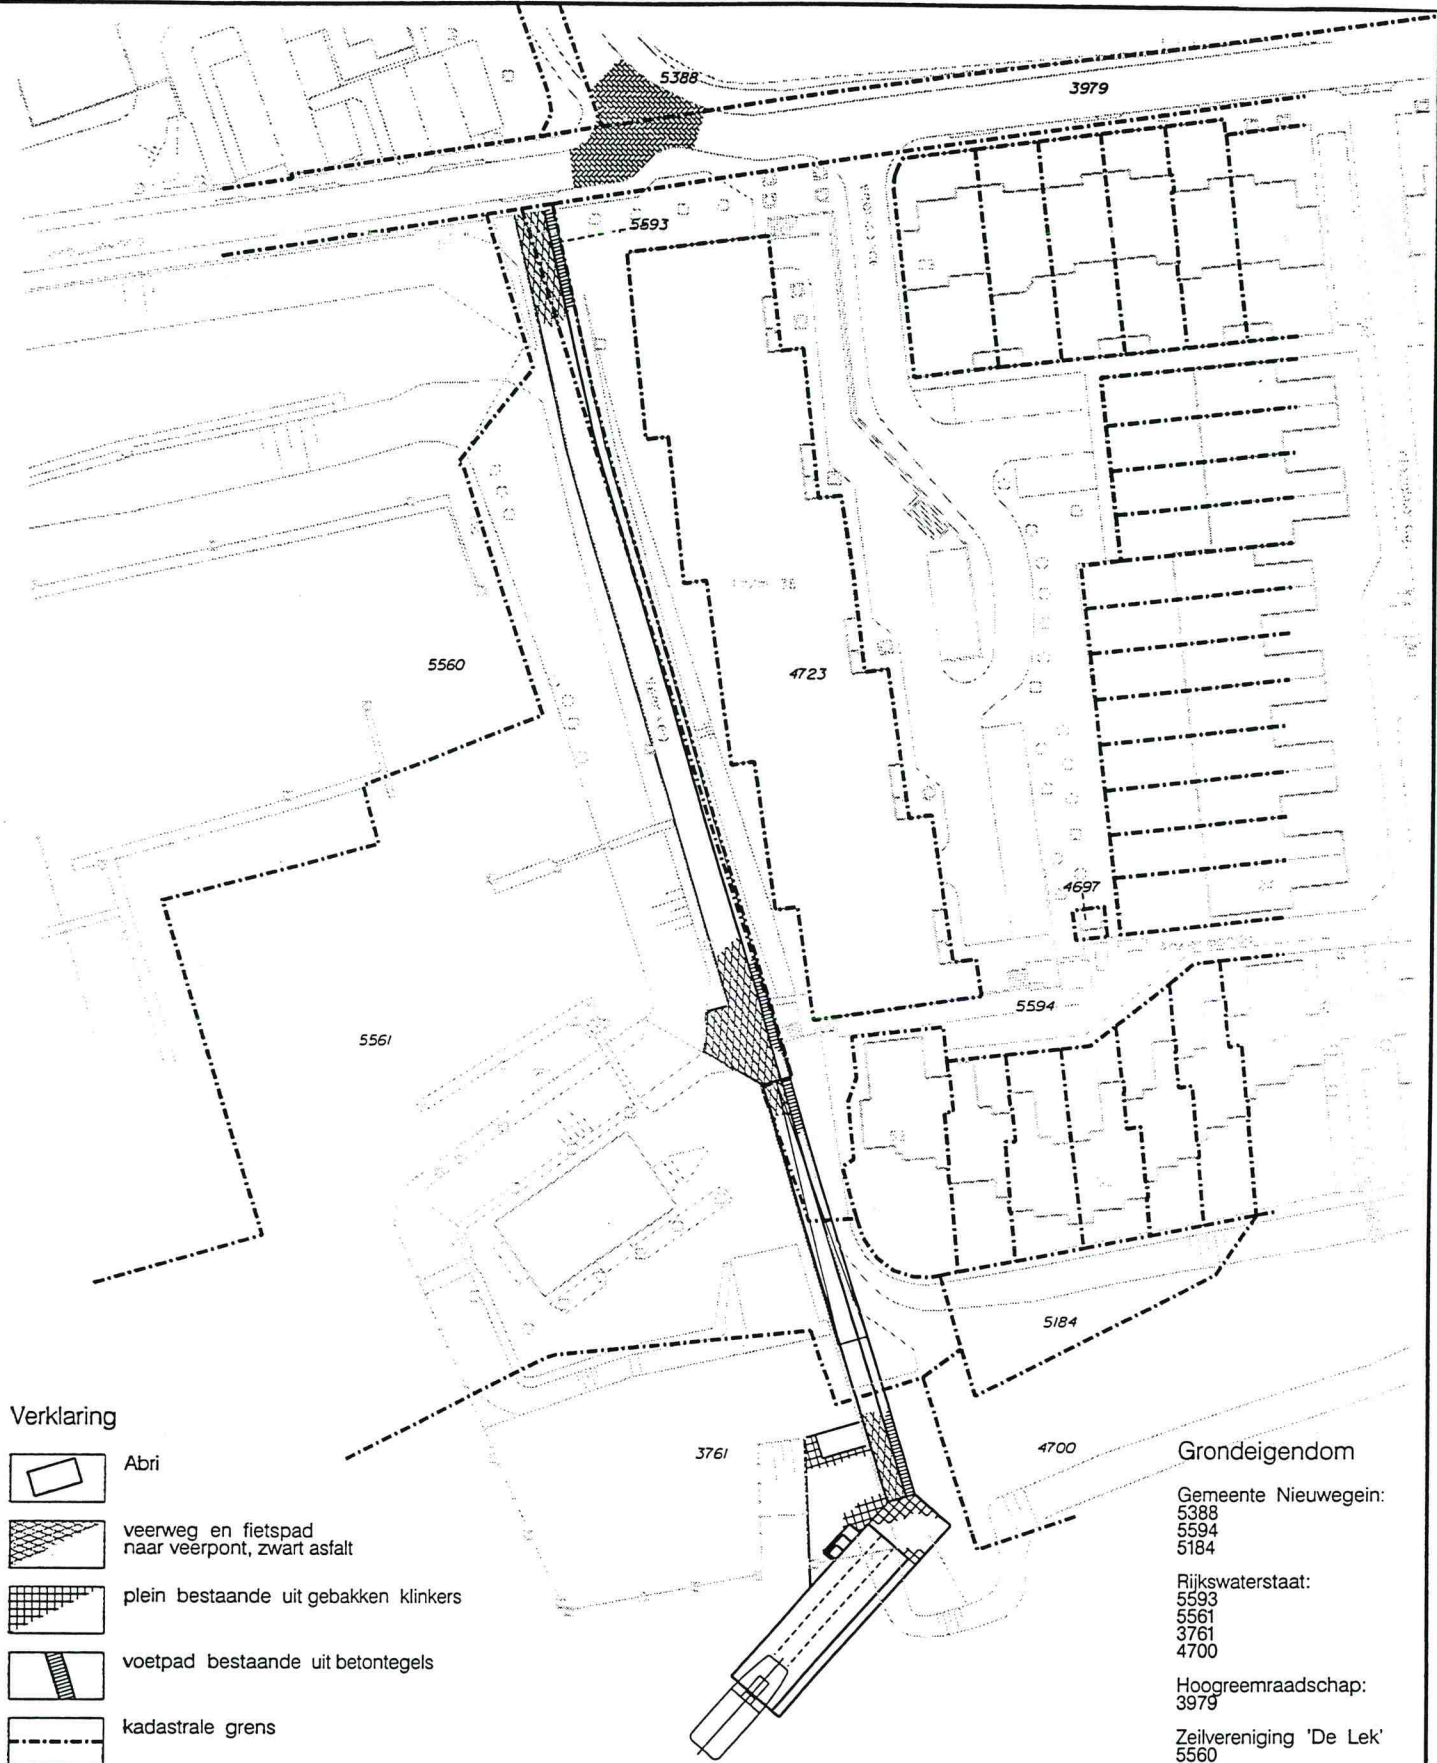 5388
3979
5593
5560
4723
4697
5594
5561
5184
3761
4700
Verklaring
Abri
veerweg en fietspad
naar veerpont, zwart asfalt
plein bestaande uit gebakken klinkers
voetpad bestaande uit betontegels
kadastrale grens
Grondeigendom
Gemeente Nieuwegein:
5388
5594
5184
Rijkswaterstaat:
5593
5561
3761
4700
Hoogreemraadschap:
3979
Zeilvereniging 'De Lek'
5560